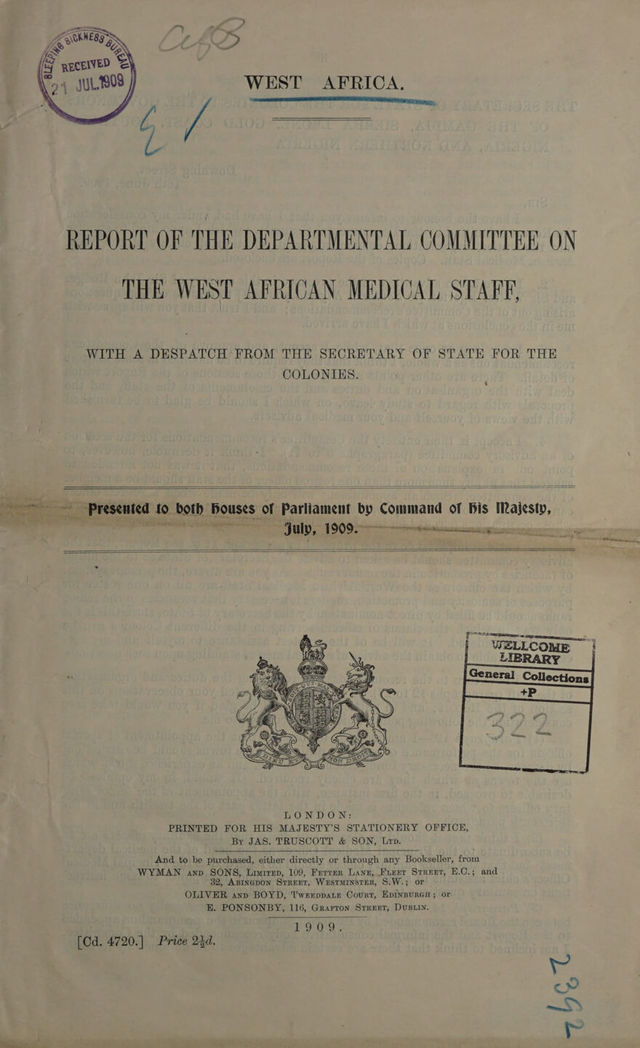 SLEEPING SICKNESS BUREAU
RECEIVED
21 JUL.1909
WEST AFRICA.
REPORT OF THE DEPARTMENTAL COMMITTEE ON
THE WEST AFRICAN MEDICAL STAFF,
WITH A DESPATCH FROM THE SECRETARY OF STATE FOR THE
COLONIES.
Presented to both Houses of Parliament by Command of His Majesty,
July, 1909.
WELLCOME
LIBRARY
General Collections
+P
322
LONDON:
PRINTED FOR HIS MAJESTY'S STATIONERY OFFICE,
By JAS. TRUSCOTT & SON, Ltd.
And to be purchased, either directly or through any Bookseller, from
WYMAN and SONS, Limited, 109, Fetter Lane, Fleet Street, E.C.; and
32, Abingdon Street, Westminster, S.W.; or
OLIVER and BOYD, Tweeddale Court, Edinburgh; or
E. PONSONBY, 116, Grafton Street, Dublin.
1909.
[Cd. 4720.] Price 2½d.
2392